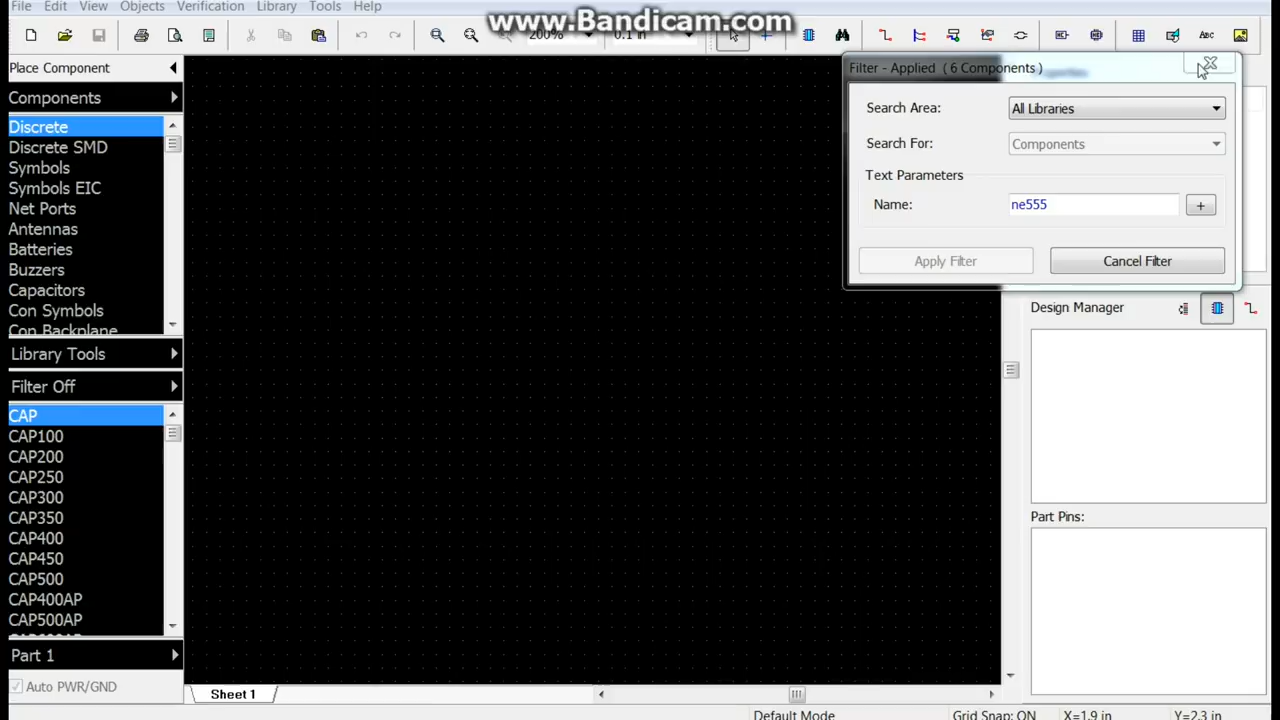 File Edit View Objects Verification Library Tools Help
www.Bandicam.com
200% 0.1 in
Abc
Place Component
Components
Discrete
Discrete SMD
Symbols
Symbols EIC
Net Ports
Antennas
Batteries
Buzzers
Capacitors
Con Symbols
Con Backplane
Library Tools
Filter Off
CAP
CAP100
CAP200
CAP250
CAP300
CAP350
CAP400
CAP450
CAP500
CAP400AP
CAP500AP
Part 1
Auto PWR/GND
Sheet 1
Filter - Applied ( 6 Components )
Search Area: All Libraries
Search For: Components
Text Parameters
Name: ne555 +
Apply Filter Cancel Filter
Design Manager
Part Pins:
Default Mode Grid Snap: ON X=1.9 in Y=2.3 in